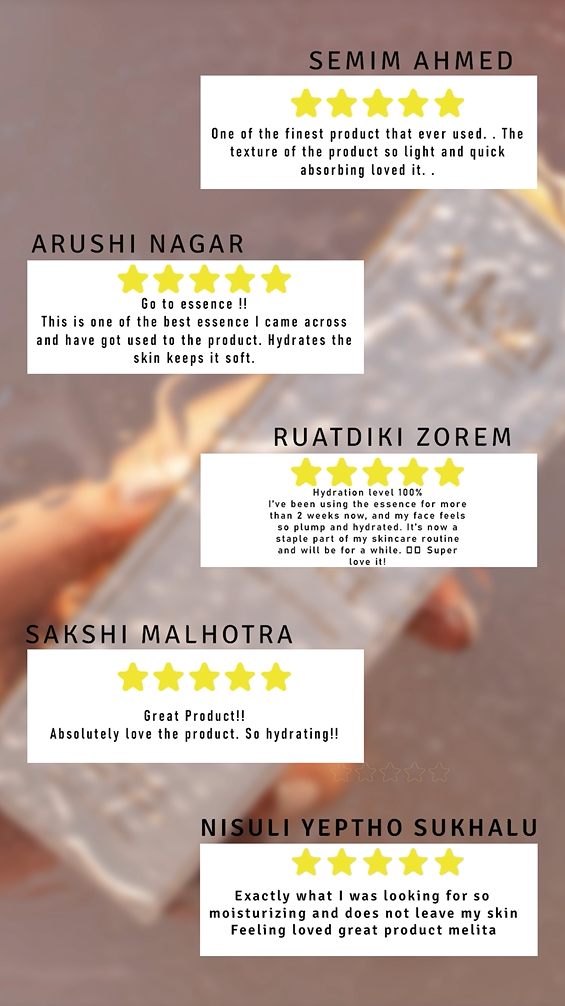 SEMIM AHMED
One of the finest product that ever used. . The
texture of the product so light and quick
absorbing loved it. .
ARUSHI NAGAR
Go to essence !!
This is one of the best essence I came across
and have got used to the product. Hydrates the
skin keeps it soft.
RUATDIKI ZOREM
Hydration level 100%
I've been using the essence for more
than 2 weeks now, and my face feels
so plump and hydrated. It's now a
staple part of my skincare routine
and will be for a while. ▯▯ Super
love it!
SAKSHI MALHOTRA
Great Product!!
Absolutely love the product. So hydrating!!
NISULI YEPTHO SUKHALU
Exactly what I was looking for so
moisturizing and does not leave my skin
Feeling loved great product melita